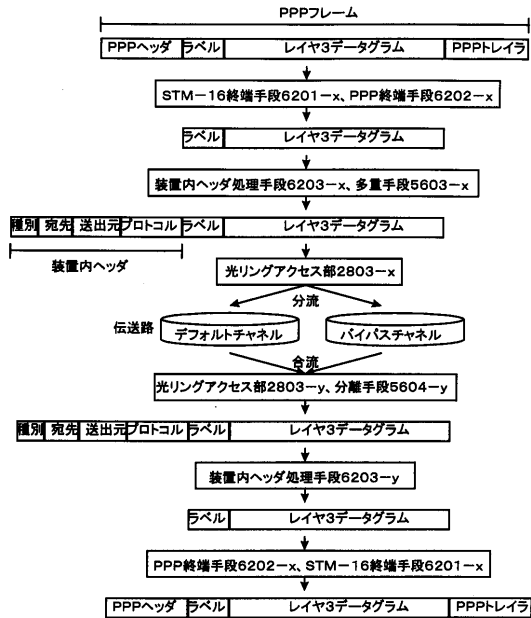 PPPフレーム
PPPヘッダ ラベル レイヤ3データグラム PPPトレイラ
STM−16終端手段6201−x、PPP終端手段6202−x
ラベル レイヤ3データグラム
装置内ヘッダ処理手段6203−x、多重手段5603−x
種別 宛先 送出元 プロトコル ラベル レイヤ3データグラム
装置内ヘッダ
光リングアクセス部2803−x
分流
伝送路 デフォルトチャネル バイパスチャネル
合流
光リングアクセス部2803−y、分離手段5604−y
種別 宛先 送出元 プロトコル ラベル レイヤ3データグラム
装置内ヘッダ処理手段6203−y
ラベル レイヤ3データグラム
PPP終端手段6202−x、STM−16終端手段6201−x
PPPヘッダ ラベル レイヤ3データグラム PPPトレイラ